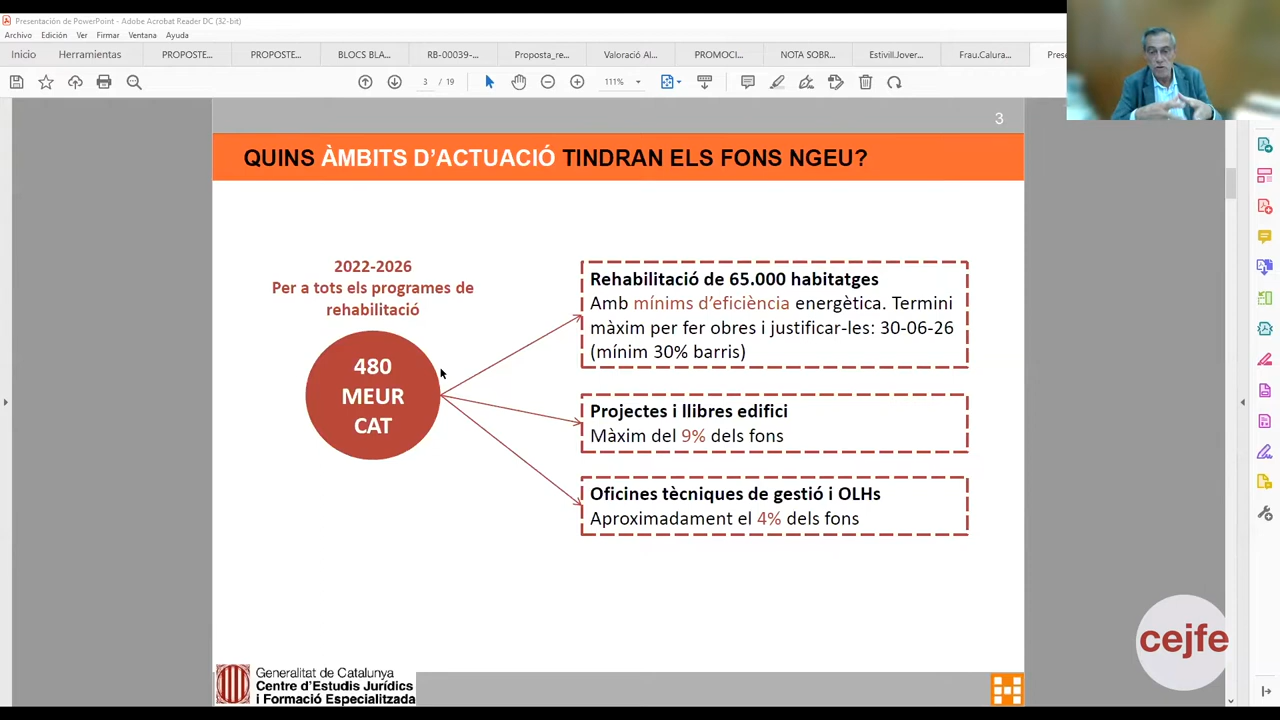 Presentación de PowerPoint - Adobe Acrobat Reader DC (32-bit)
Archivo Edición Ver Firmar Ventana Ayuda
Inicio Herramientas PROPOSTE... PROPOSTE... BLOCS BLA... RB-00039-... Proposta_re... Valoració Al... PROMOCI... NOTA SOBR... Estivill.Jover... Frau.Calura... Pres
3 / 19 111%
3
QUINS ÀMBITS D'ACTUACIÓ TINDRAN ELS FONS NGEU?
2022-2026
Per a tots els programes de
rehabilitació
480
MEUR
CAT
Rehabilitació de 65.000 habitatges
Amb mínims d'eficiència energètica. Termini
màxim per fer obres i justificar-les: 30-06-26
(mínim 30% barris)
Projectes i llibres edifici
Màxim del 9% dels fons
Oficines tècniques de gestió i OLHs
Aproximadament el 4% dels fons
cejfe
Generalitat de Catalunya
Centre d'Estudis Jurídics
i Formació Especialitzada